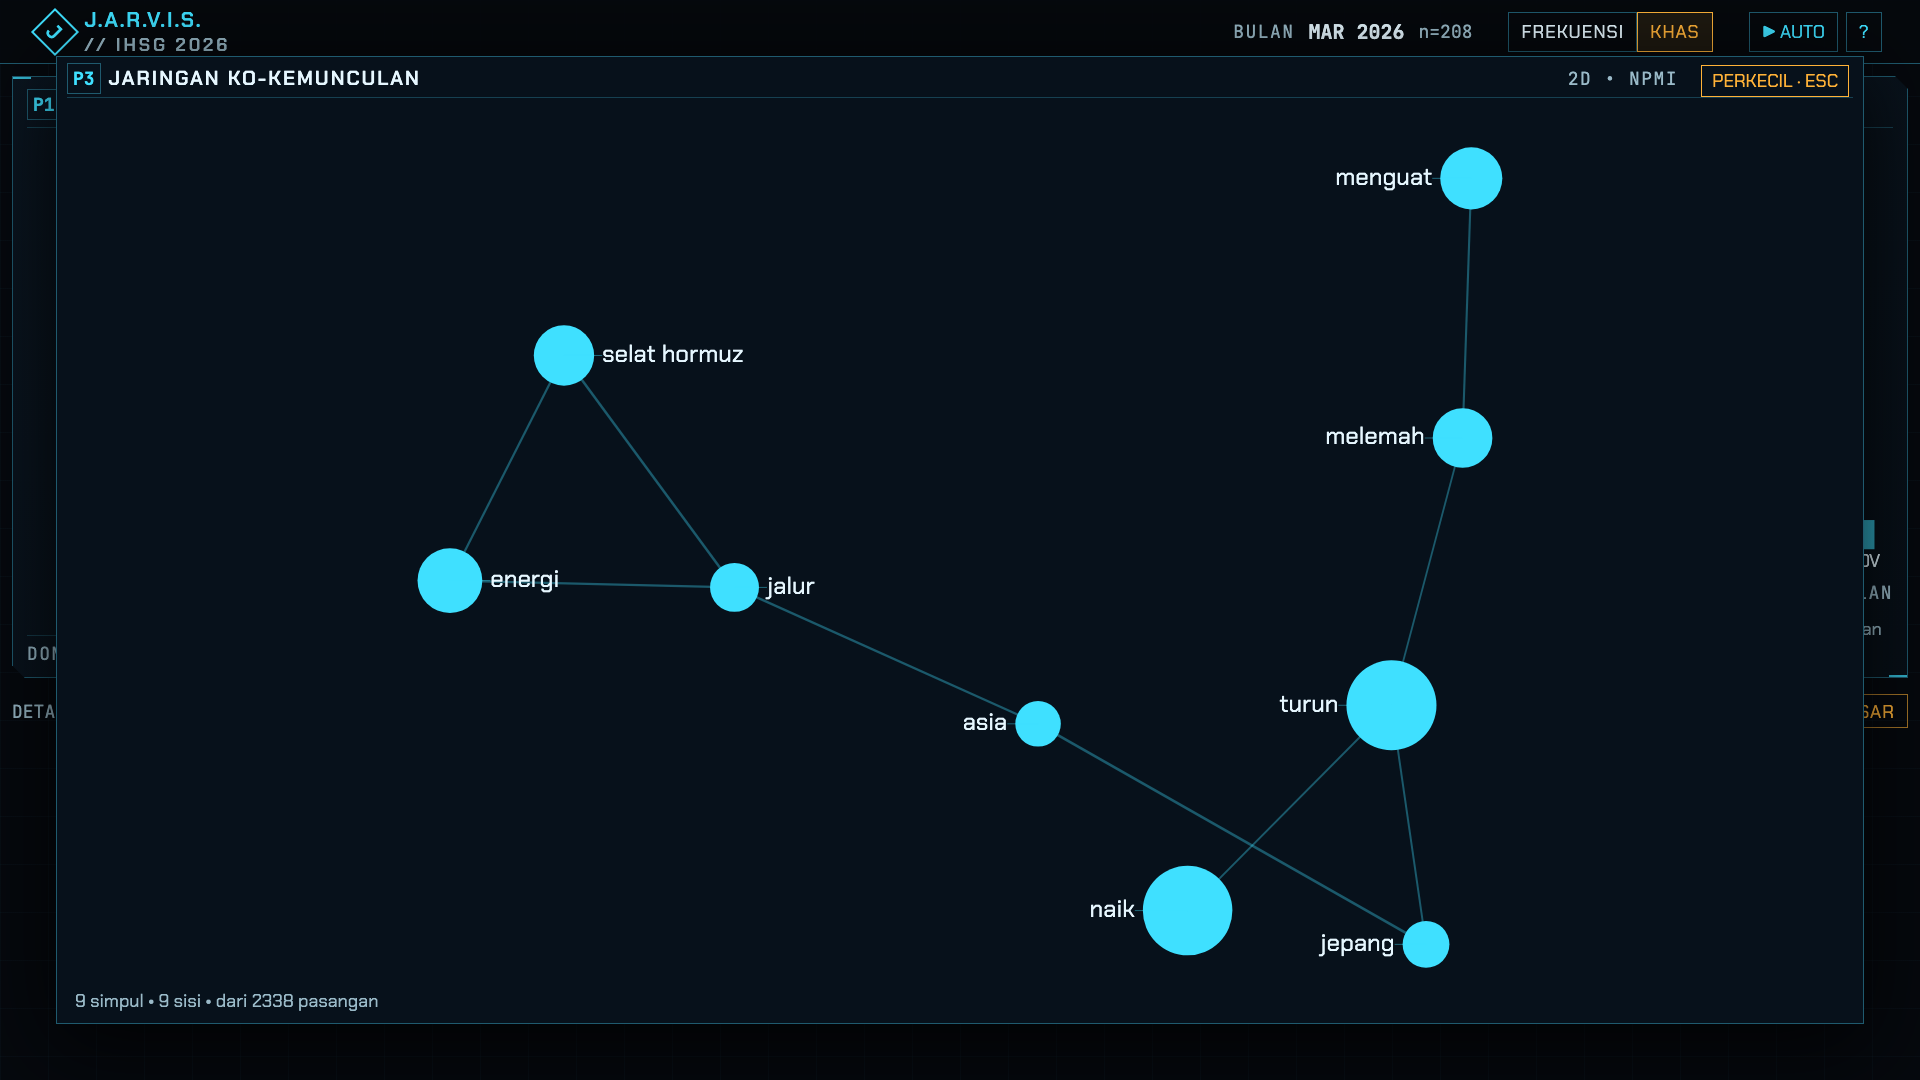 J.A.R.V.I.S.
// IHSG 2026
BULAN MAR 2026 n=208
FREKUENSI KHAS
AUTO
?
P3 JARINGAN KO-KEMUNCULAN
2D • NPMI
PERKECIL · ESC
P1
menguat
selat hormuz
melemah
energi
jalur
turun
asia
naik
jepang
DETA
9 simpul • 9 sisi • dari 2338 pasangan